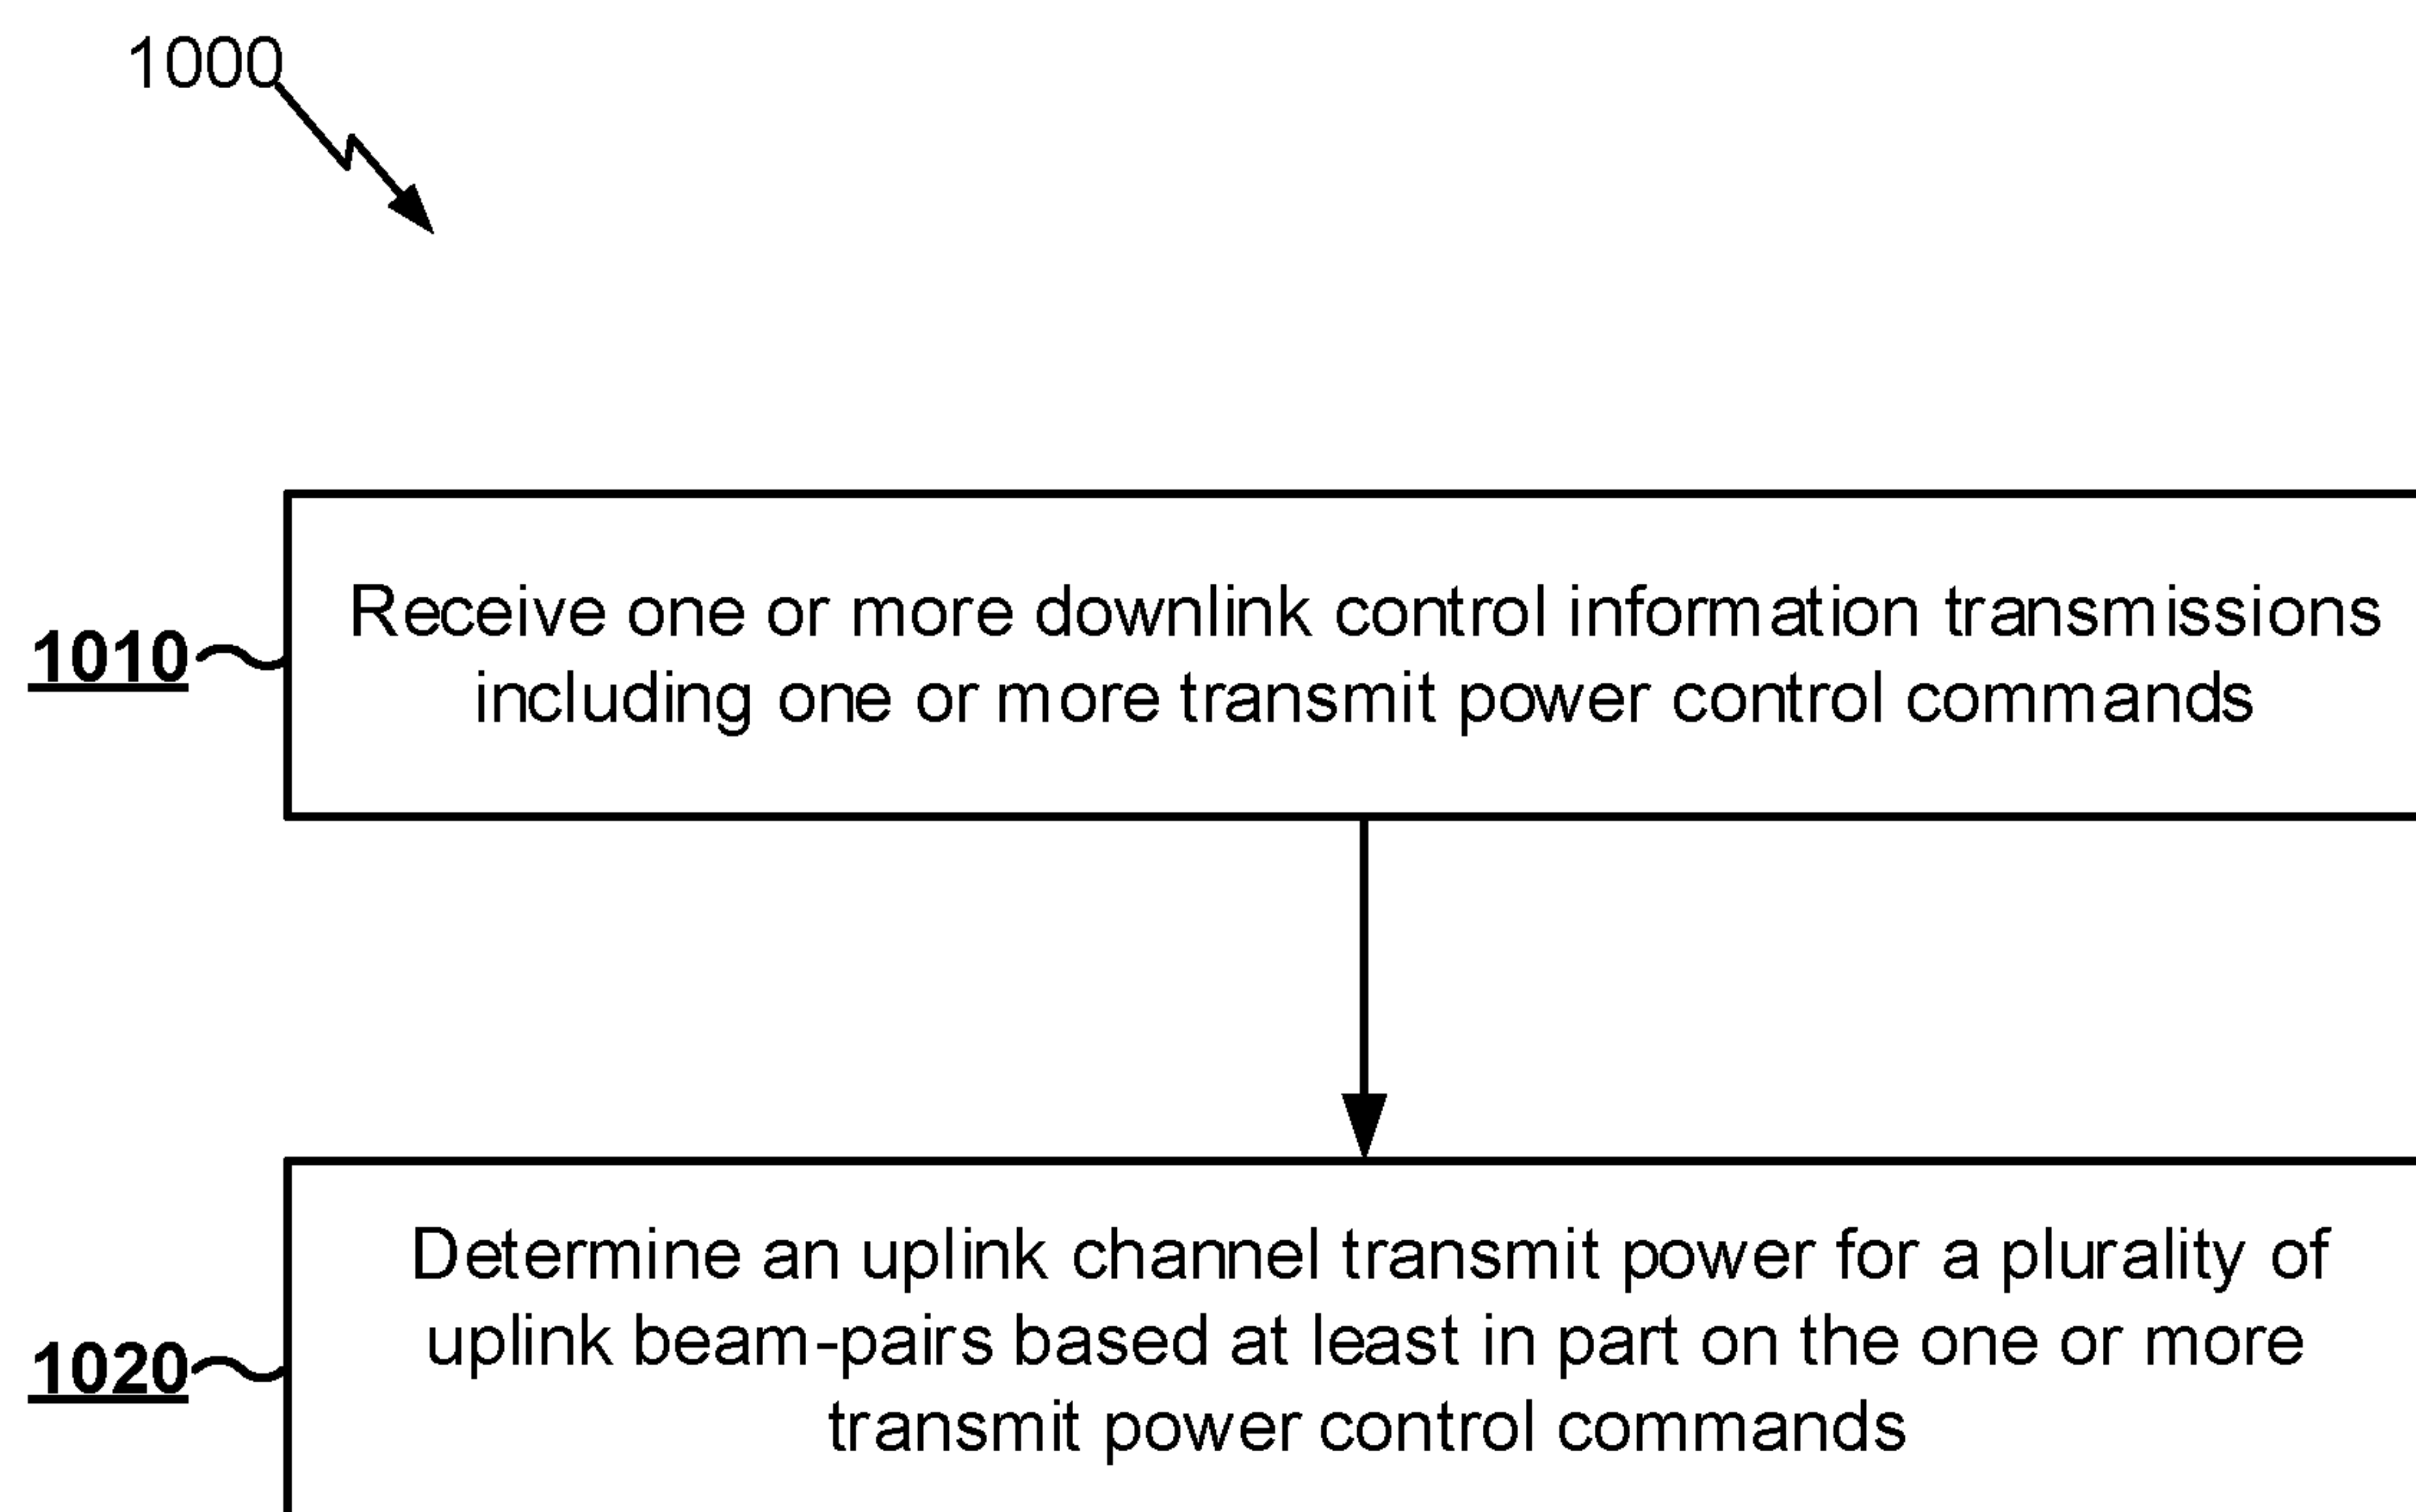 1000
1010
Receive one or more downlink control information transmissions
including one or more transmit power control commands
1020
Determine an uplink channel transmit power for a plurality of
uplink beam-pairs based at least in part on the one or more
transmit power control commands